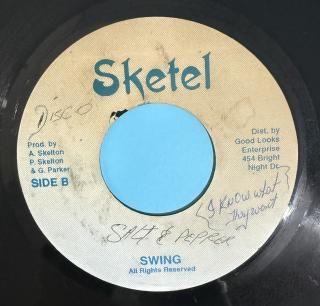 Sketel
DISCO
Prod. by
A. Skelton
P. Skelton
& G. Parker
SIDE B
Dist. by
Good Looks
Enterprise
454 Bright
Night Dr.
I KNOW what
they want
SALT & PEPPER
SWING
All Rights Reserved